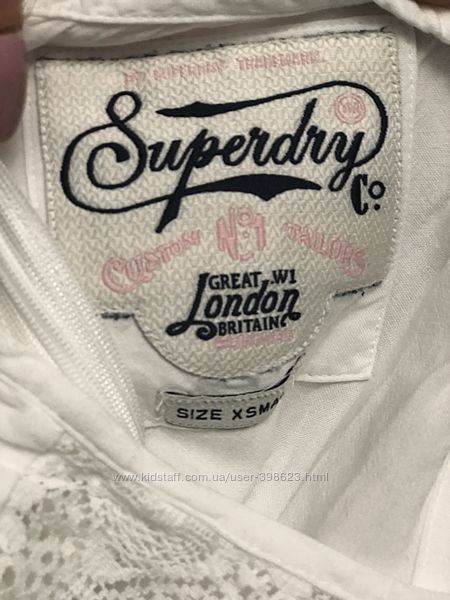 BY SUPERDRY TRADEMARK
Superdry
Co
CUSTOM No1 TAILORS
GREAT W1
London
BRITAIN
SIZE XSMA
www.kidstaff.com.ua/user-398623.html